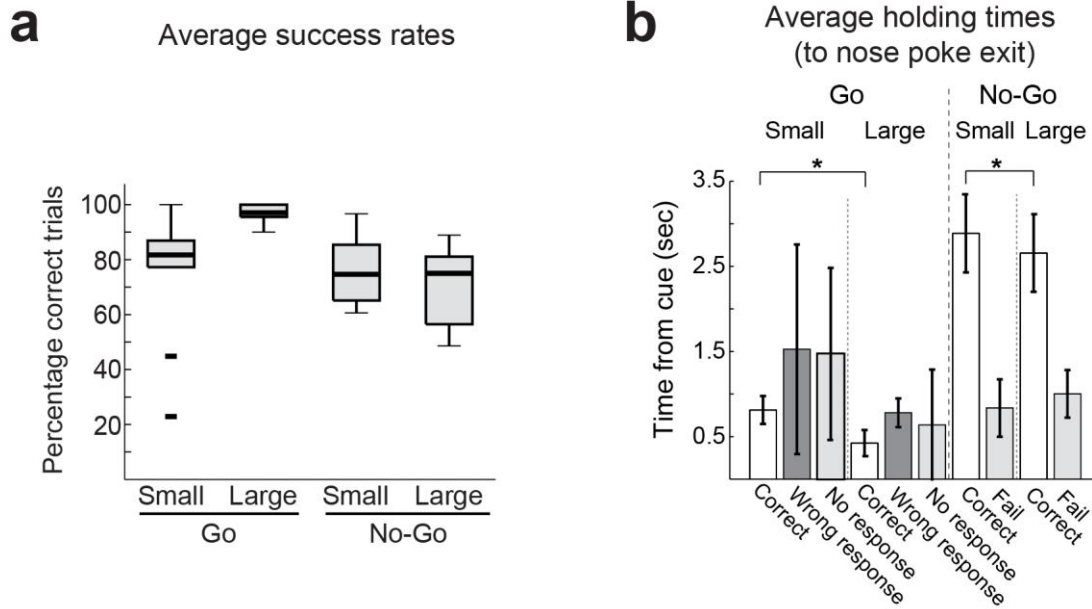 a
Average success rates
Percentage correct trials
100
80
60
40
20
Small Large Small Large
Go No-Go
b
Average holding times
(to nose poke exit)
Go No-Go
Small Large Small Large
* *
Time from cue (sec)
3.5
2.5
1.5
0.5
Correct
Wrong response
No response
Correct
Wrong response
No response
Correct
Fail
Correct
Fail